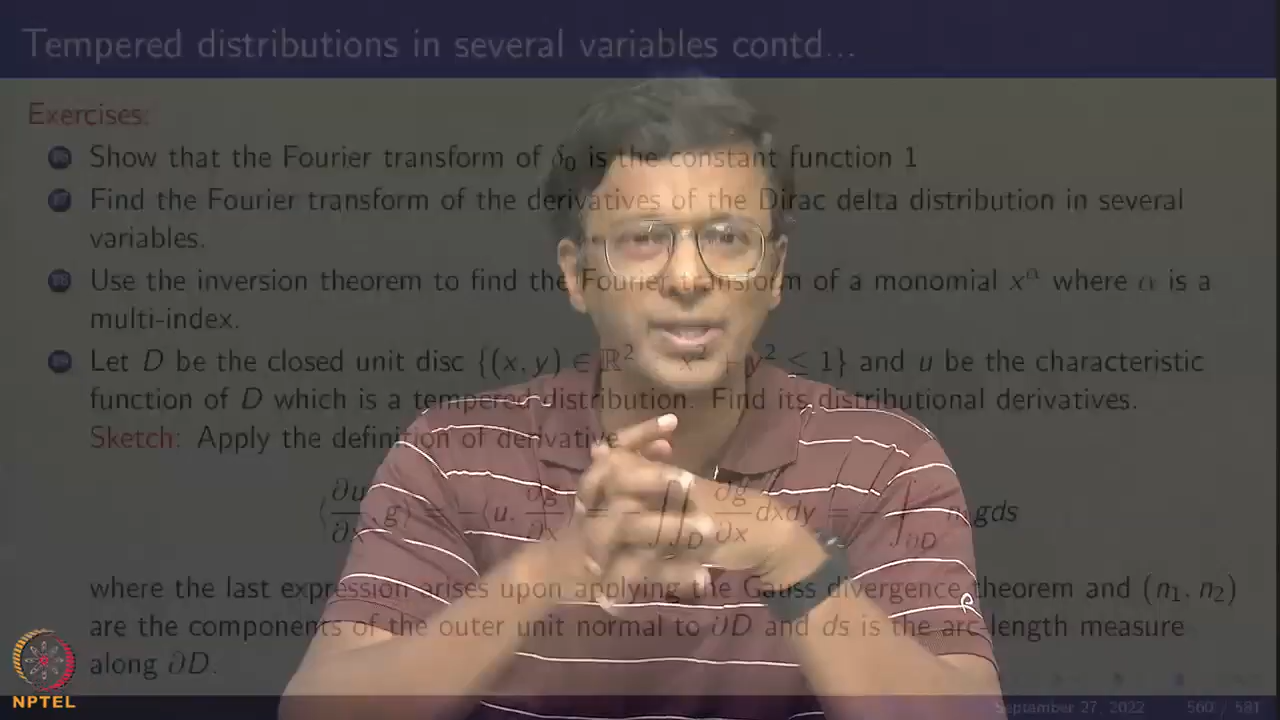 Tempered distributions in several variables contd...
Exercises:
Show that the Fourier transform of δ₀ is the constant function 1
Find the Fourier transform of the derivatives of the Dirac delta distribution in several
variables.
Use the inversion theorem to find the Fourier transform of a monomial x^α where α is a
multi-index.
Let D be the closed unit disc {(x, y) ∈ ℝ² x² y² ≤ 1} and u be the characteristic
function of D which is a tempered distribution. Find its distributional derivatives.
Sketch: Apply the definition of derivative
⟨∂u/∂x, g⟩ = −⟨u, ∂g/∂x⟩ = −∬_D ∂g/∂x dxdy = −∫_∂D gds
where the last expression arises upon applying the Gauss divergence theorem and (n₁, n₂)
are the components of the outer unit normal to ∂D and ds is the arc length measure
along ∂D.
NPTEL
September 27, 2022 560 / 581